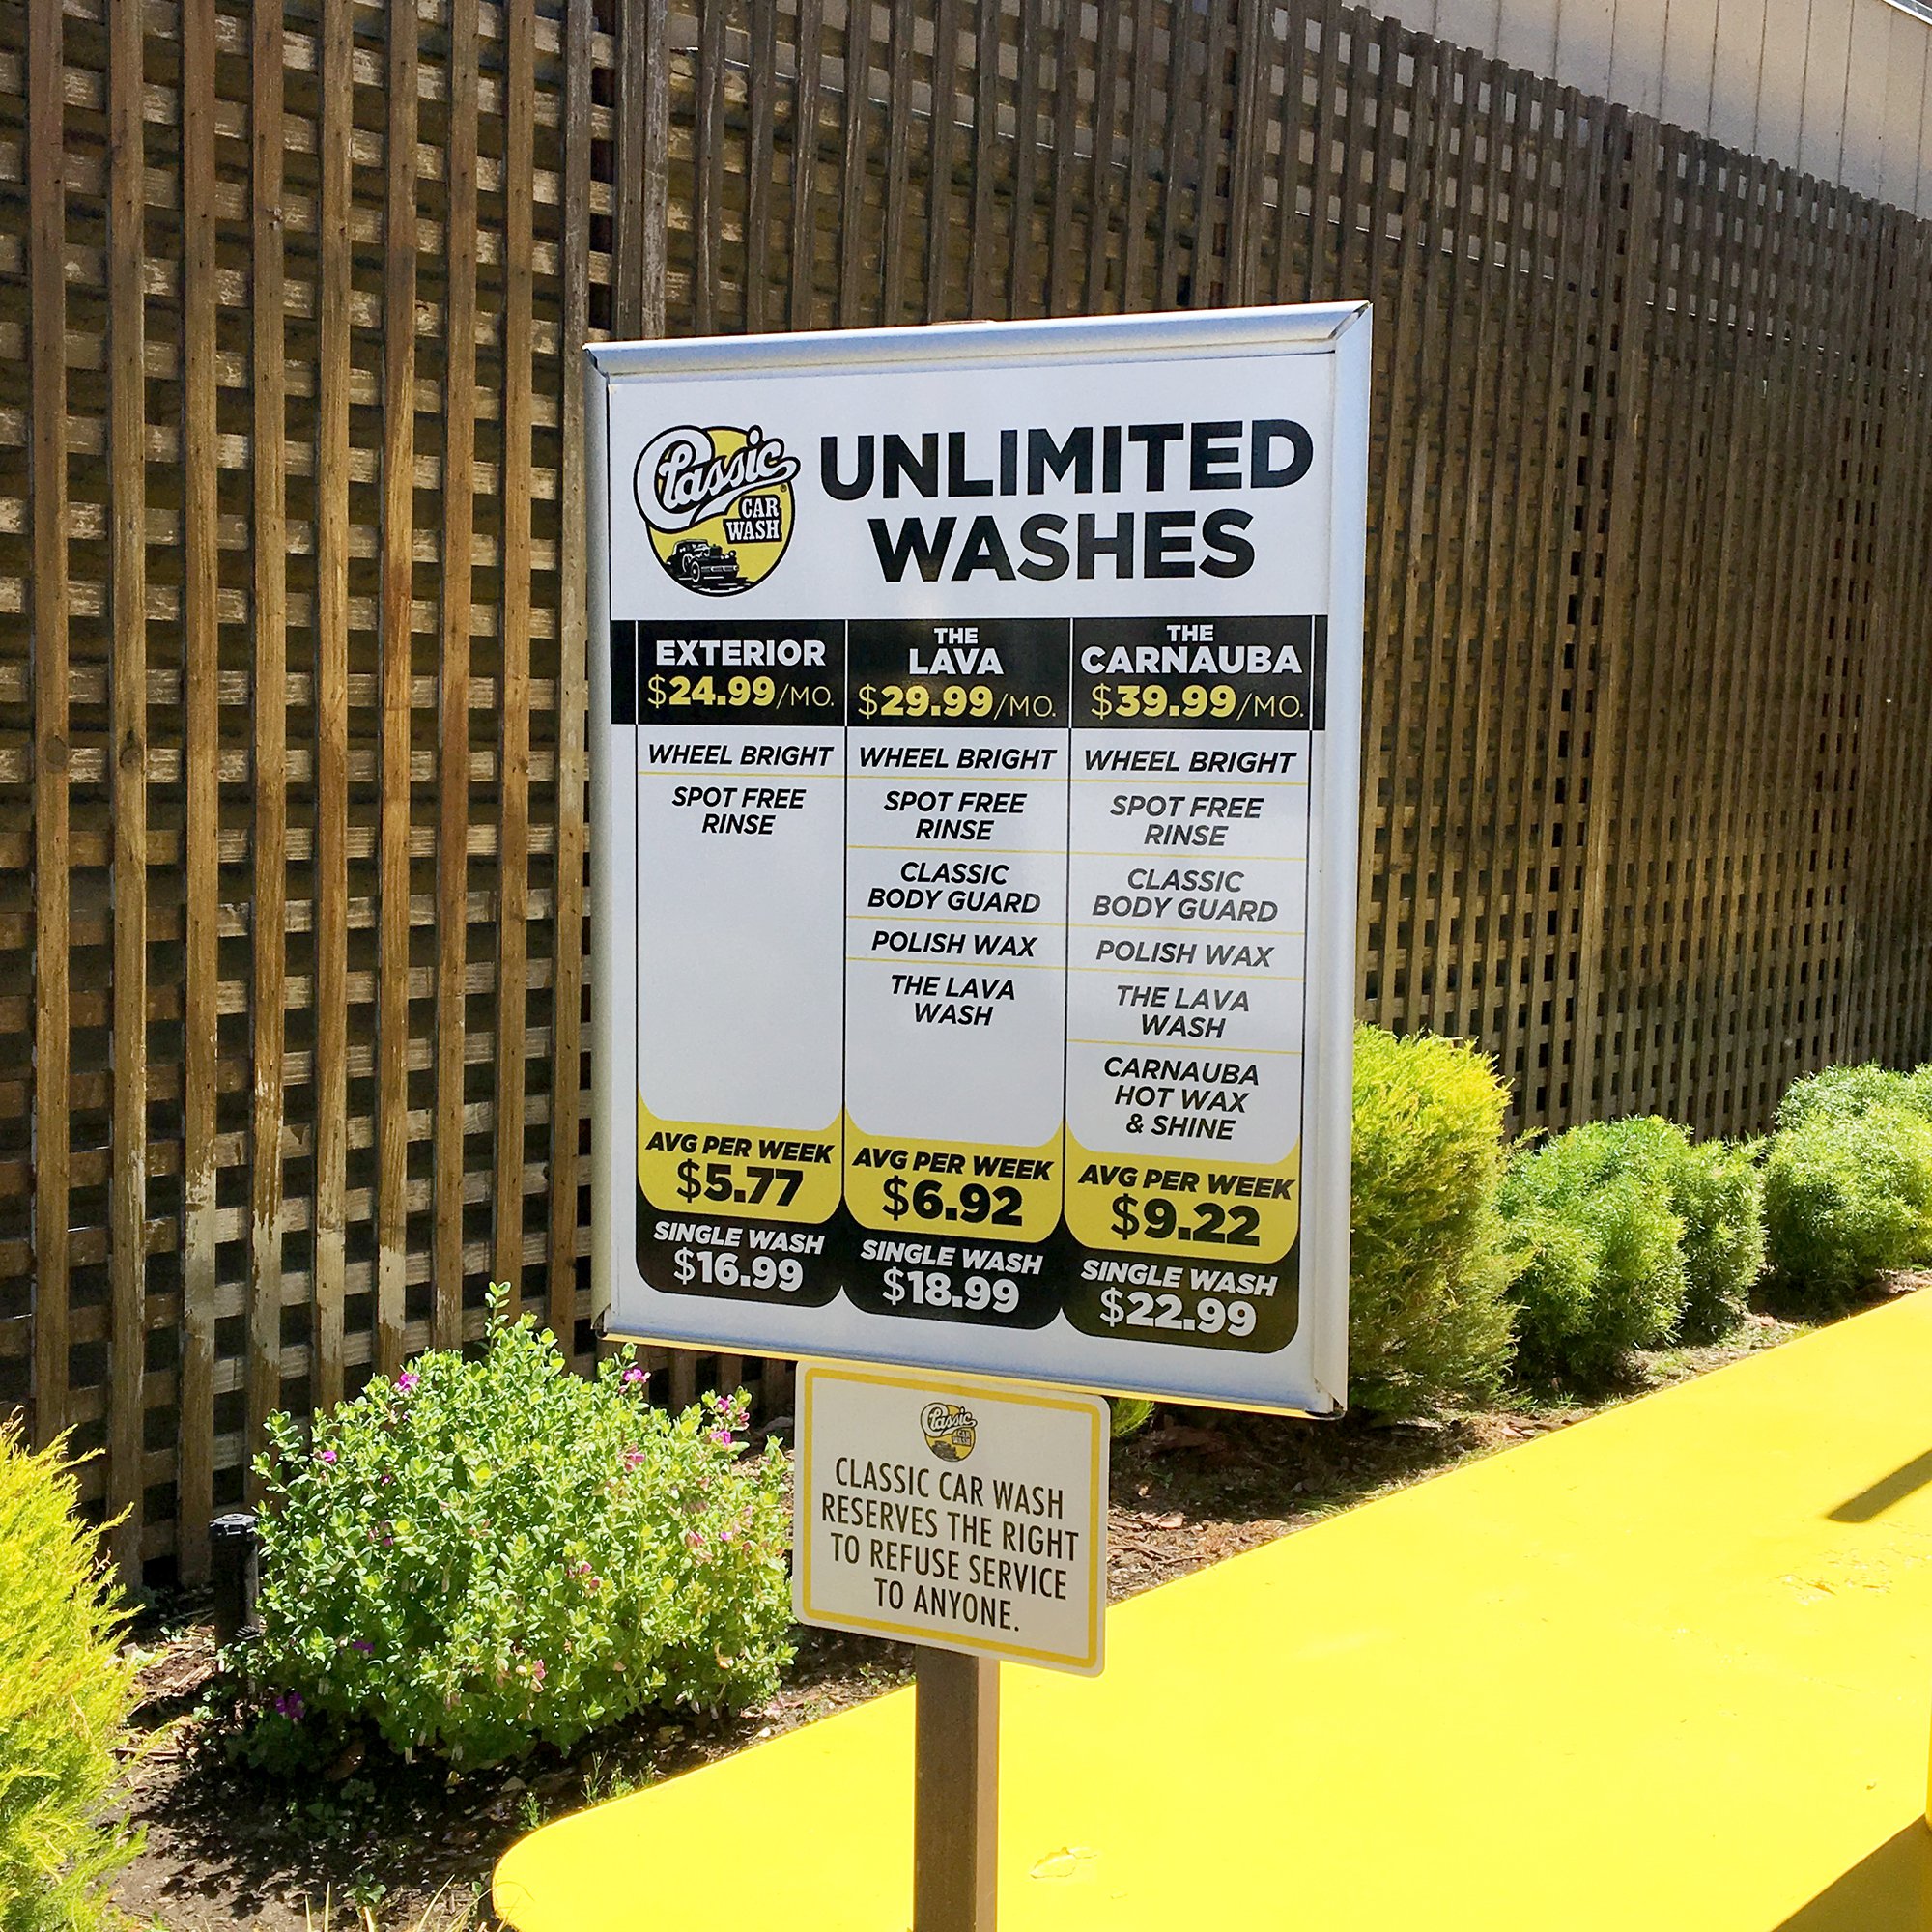 Classic
CAR
WASH
UNLIMITED
WASHES
EXTERIOR
$24.99/MO.
WHEEL BRIGHT
SPOT FREE
RINSE
AVG PER WEEK
$5.77
SINGLE WASH
$16.99
THE
LAVA
$29.99/MO.
WHEEL BRIGHT
SPOT FREE
RINSE
CLASSIC
BODY GUARD
POLISH WAX
THE LAVA
WASH
AVG PER WEEK
$6.92
SINGLE WASH
$18.99
THE
CARNAUBA
$39.99/MO.
WHEEL BRIGHT
SPOT FREE
RINSE
CLASSIC
BODY GUARD
POLISH WAX
THE LAVA
WASH
CARNAUBA
HOT WAX
& SHINE
AVG PER WEEK
$9.22
SINGLE WASH
$22.99
Classic
CAR
WASH
CLASSIC CAR WASH
RESERVES THE RIGHT
TO REFUSE SERVICE
TO ANYONE.